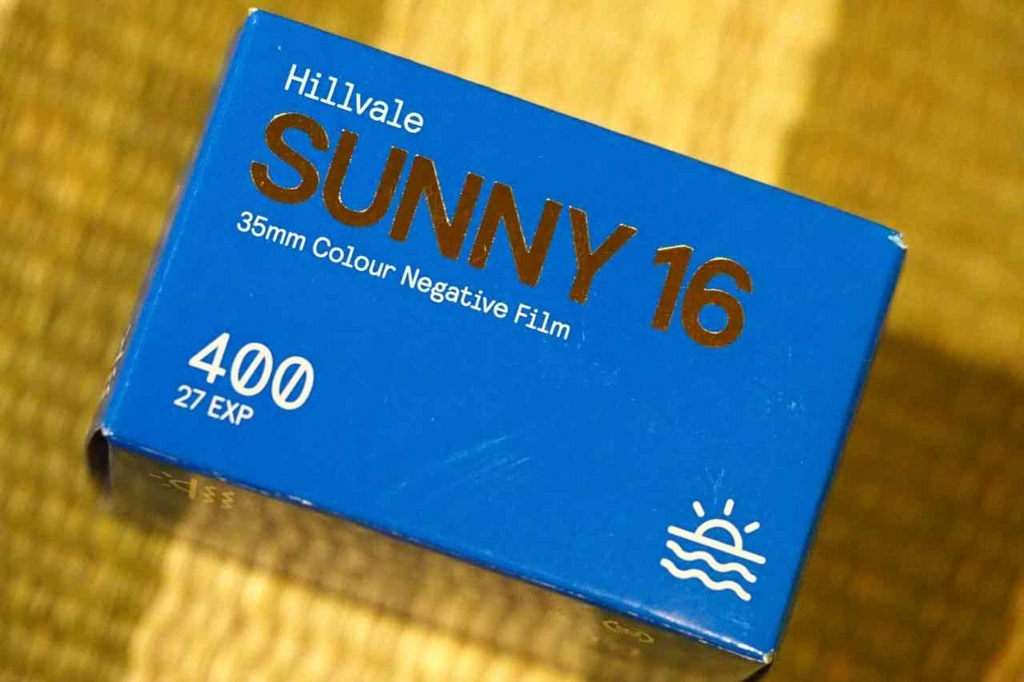 Hillvale
SUNNY 16
35mm Colour Negative Film
400
27 EXP